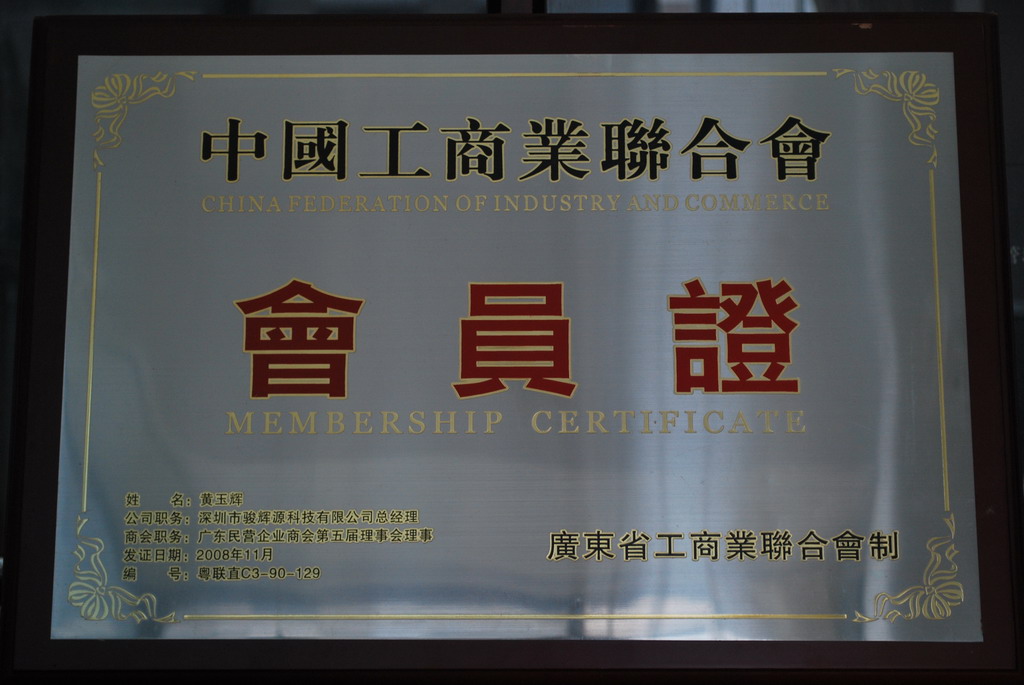 中國工商業聯合會
CHINA FEDERATION OF INDUSTRY AND COMMERCE
會員證
MEMBERSHIP CERTIFICATE
姓 名：黄玉辉
公司职务：深圳市骏辉源科技有限公司总经理
商会职务：广东民营企业商会第五届理事会理事
发证日期：2008年11月
编 号：粤联直C3-90-129
廣東省工商業聯合會制